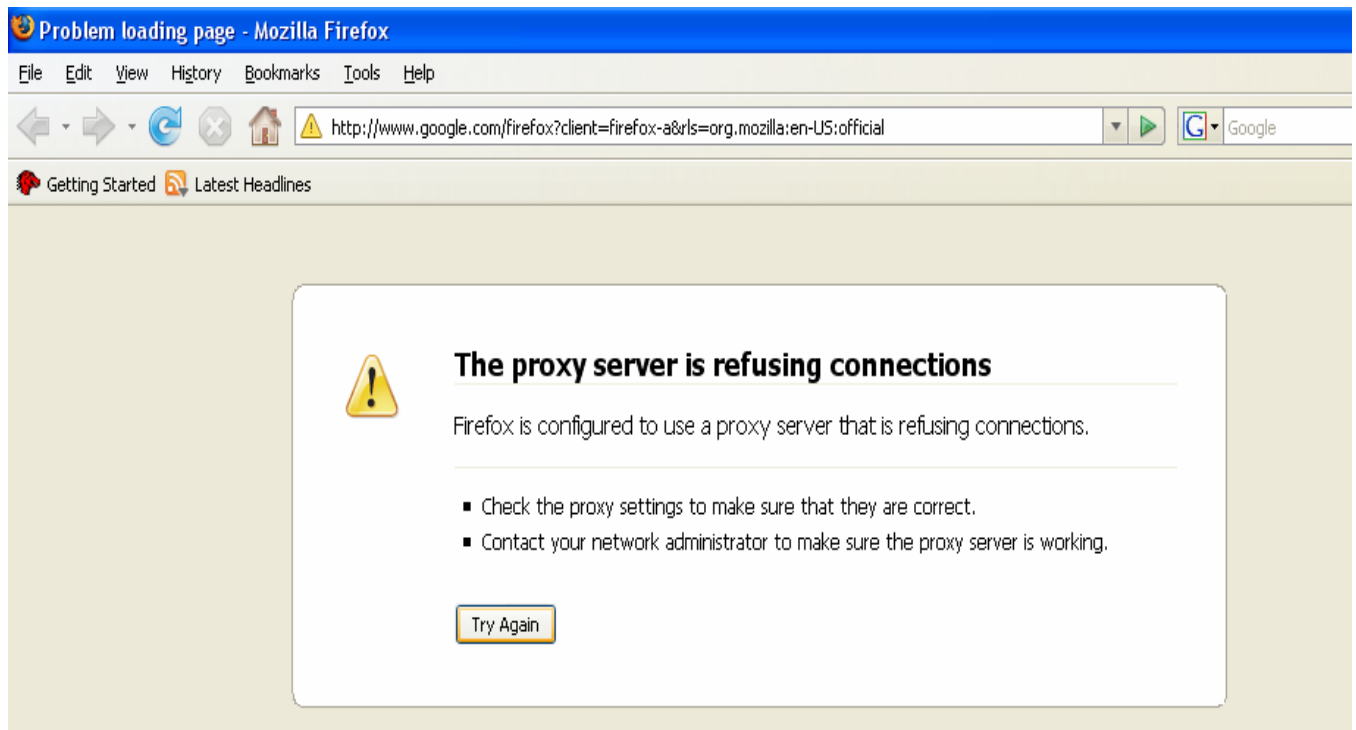 Problem loading page - Mozilla Firefox
File Edit View History Bookmarks Tools Help
http://www.google.com/firefox?client=firefox-a&rls=org.mozilla:en-US:official G Google
Getting Started Latest Headlines
The proxy server is refusing connections
Firefox is configured to use a proxy server that is refusing connections.
Check the proxy settings to make sure that they are correct.
Contact your network administrator to make sure the proxy server is working.
Try Again